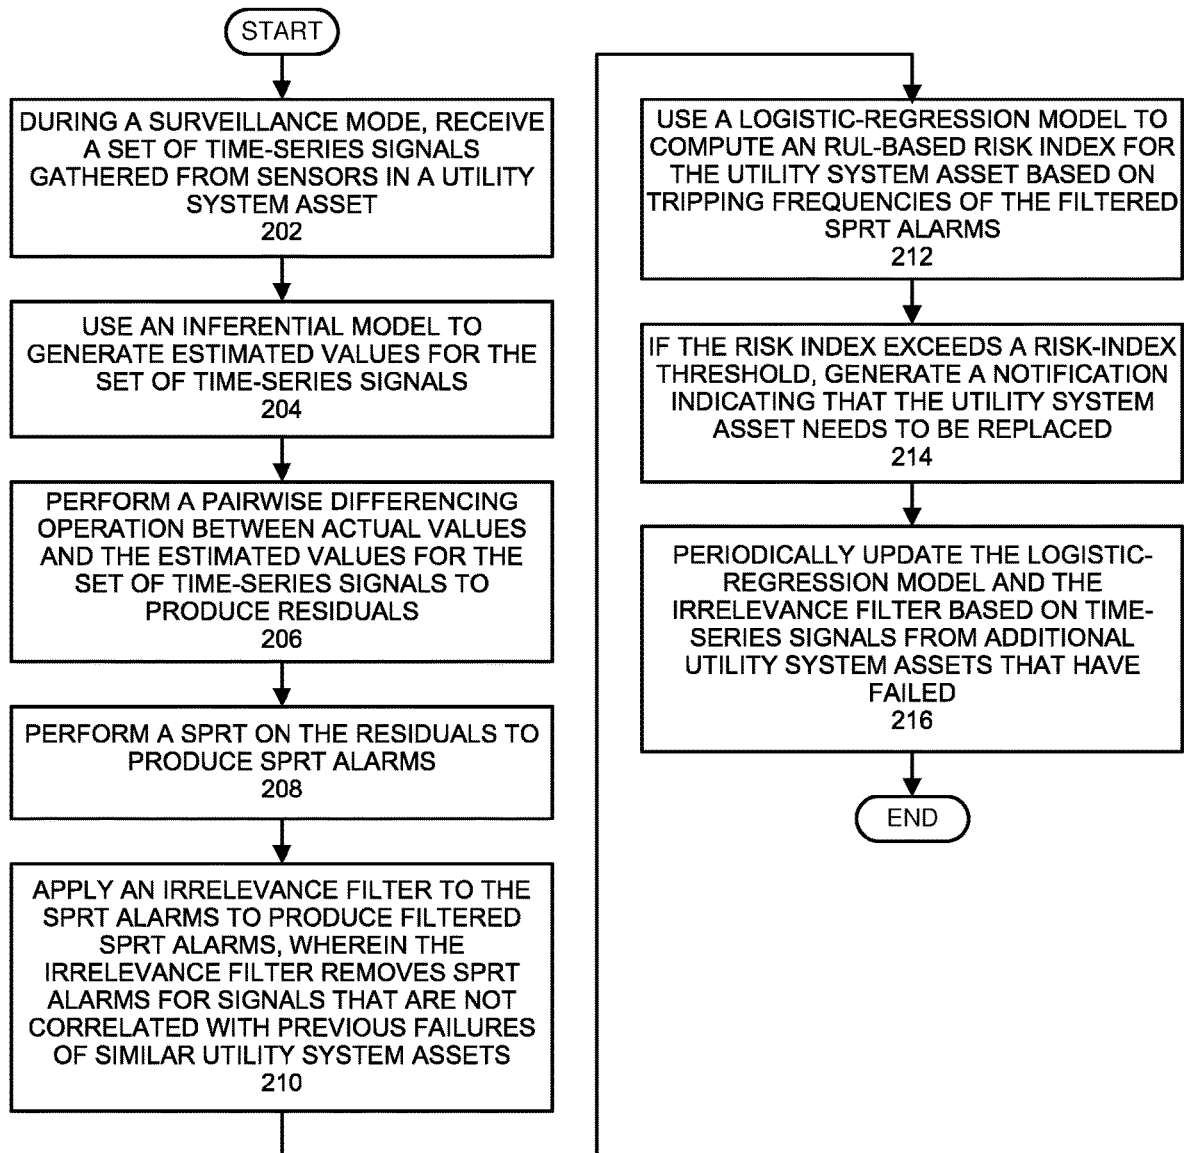 START
DURING A SURVEILLANCE MODE, RECEIVE
A SET OF TIME-SERIES SIGNALS
GATHERED FROM SENSORS IN A UTILITY
SYSTEM ASSET
202
USE AN INFERENTIAL MODEL TO
GENERATE ESTIMATED VALUES FOR THE
SET OF TIME-SERIES SIGNALS
204
PERFORM A PAIRWISE DIFFERENCING
OPERATION BETWEEN ACTUAL VALUES
AND THE ESTIMATED VALUES FOR THE
SET OF TIME-SERIES SIGNALS TO
PRODUCE RESIDUALS
206
PERFORM A SPRT ON THE RESIDUALS TO
PRODUCE SPRT ALARMS
208
APPLY AN IRRELEVANCE FILTER TO THE
SPRT ALARMS TO PRODUCE FILTERED
SPRT ALARMS, WHEREIN THE
IRRELEVANCE FILTER REMOVES SPRT
ALARMS FOR SIGNALS THAT ARE NOT
CORRELATED WITH PREVIOUS FAILURES
OF SIMILAR UTILITY SYSTEM ASSETS
210
USE A LOGISTIC-REGRESSION MODEL TO
COMPUTE AN RUL-BASED RISK INDEX FOR
THE UTILITY SYSTEM ASSET BASED ON
TRIPPING FREQUENCIES OF THE FILTERED
SPRT ALARMS
212
IF THE RISK INDEX EXCEEDS A RISK-INDEX
THRESHOLD, GENERATE A NOTIFICATION
INDICATING THAT THE UTILITY SYSTEM
ASSET NEEDS TO BE REPLACED
214
PERIODICALLY UPDATE THE LOGISTIC-
REGRESSION MODEL AND THE
IRRELEVANCE FILTER BASED ON TIME-
SERIES SIGNALS FROM ADDITIONAL
UTILITY SYSTEM ASSETS THAT HAVE
FAILED
216
END